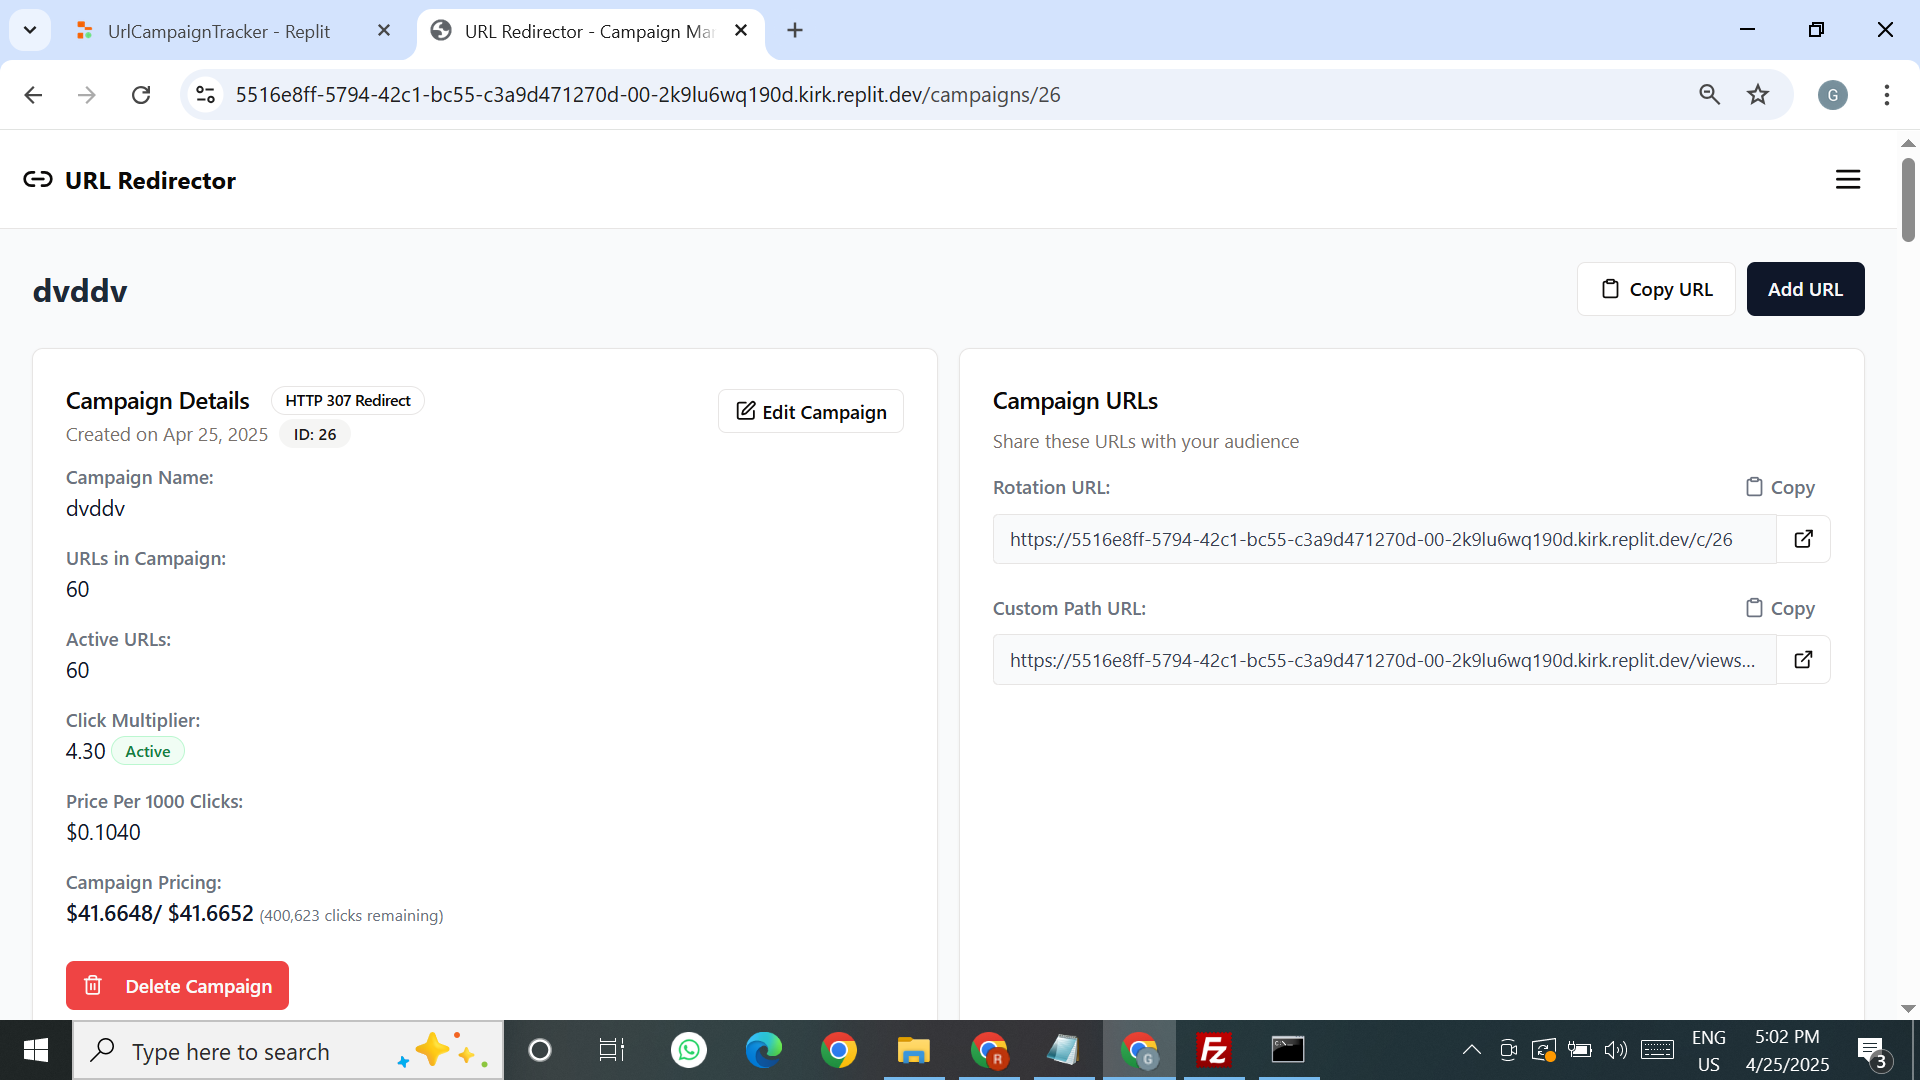 UrlCampaignTracker - Replit
URL Redirector - Campaign Ma
5516e8ff-5794-42c1-bc55-c3a9d471270d-00-2k9lu6wq190d.kirk.replit.dev/campaigns/26
G
URL Redirector
dvddv
Copy URL
Add URL
Campaign Details
HTTP 307 Redirect
Created on Apr 25, 2025
ID: 26
Edit Campaign
Campaign Name:
dvddv
URLs in Campaign:
60
Active URLs:
60
Click Multiplier:
4.30 Active
Price Per 1000 Clicks:
$0.1040
Campaign Pricing:
$41.6648/ $41.6652 (400,623 clicks remaining)
Delete Campaign
Campaign URLs
Share these URLs with your audience
Rotation URL:
Copy
https://5516e8ff-5794-42c1-bc55-c3a9d471270d-00-2k9lu6wq190d.kirk.replit.dev/c/26
Custom Path URL:
Copy
https://5516e8ff-5794-42c1-bc55-c3a9d471270d-00-2k9lu6wq190d.kirk.replit.dev/views...
Type here to search
R
G
FZ
ENG
US
5:02 PM
4/25/2025
3